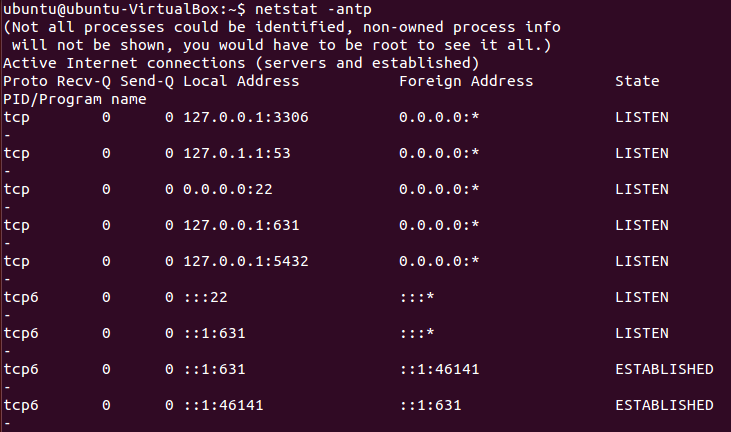 ubuntu@ubuntu-VirtualBox:~$ netstat -antp
(Not all processes could be identified, non-owned process info
 will not be shown, you would have to be root to see it all.)
Active Internet connections (servers and established)
Proto Recv-Q Send-Q Local Address           Foreign Address         State
PID/Program name
tcp        0      0 127.0.0.1:3306          0.0.0.0:*               LISTEN
-
tcp        0      0 127.0.1.1:53            0.0.0.0:*               LISTEN
-
tcp        0      0 0.0.0.0:22              0.0.0.0:*               LISTEN
-
tcp        0      0 127.0.0.1:631           0.0.0.0:*               LISTEN
-
tcp        0      0 127.0.0.1:5432          0.0.0.0:*               LISTEN
-
tcp6       0      0 :::22                   :::*                    LISTEN
-
tcp6       0      0 ::1:631                 :::*                    LISTEN
-
tcp6       0      0 ::1:631                 ::1:46141               ESTABLISHED
-
tcp6       0      0 ::1:46141               ::1:631                 ESTABLISHED
-